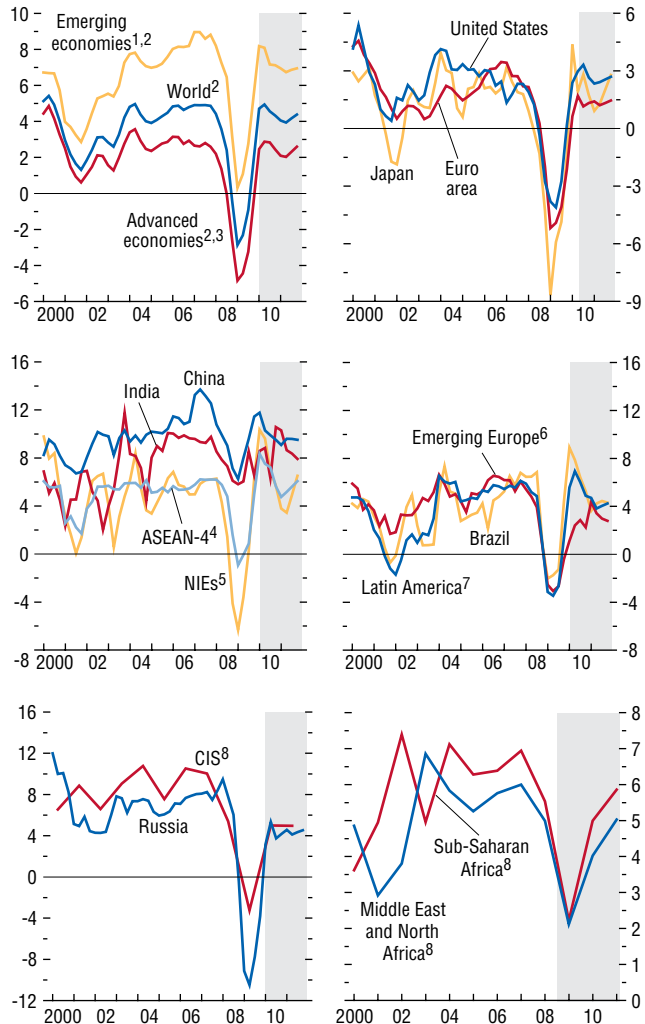 10
8
6
4
2
0
-2
-4
-6
Emerging
economies1,2
World2
Advanced
economies2,3
2000 02 04 06 08 10
6
3
0
-3
-6
-9
United States
Japan
Euro
area
2000 02 04 06 08 10
16
12
8
4
0
-4
-8
India
China
ASEAN-44
NIEs5
2000 02 04 06 08 10
16
12
8
4
0
-4
-8
Emerging Europe6
Brazil
Latin America7
2000 02 04 06 08 10
16
12
8
4
0
-4
-8
-12
CIS8
Russia
2000 02 04 06 08 10
8
7
6
5
4
3
2
1
0
Sub-Saharan
Africa8
Middle East
and North
Africa8
2000 02 04 06 08 10